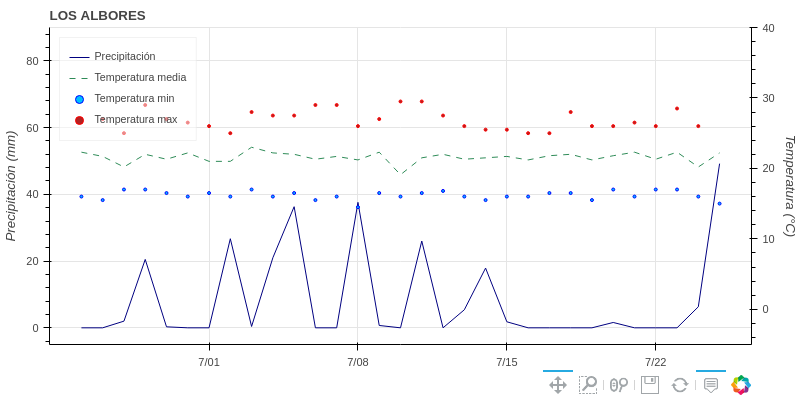 LOS ALBORES
Precipitación
Temperatura media
Temperatura min
Temperatura max
Precipitación (mm)
80
60
40
20
0
Temperatura (°C)
40
30
20
10
0
7/01
7/08
7/15
7/22